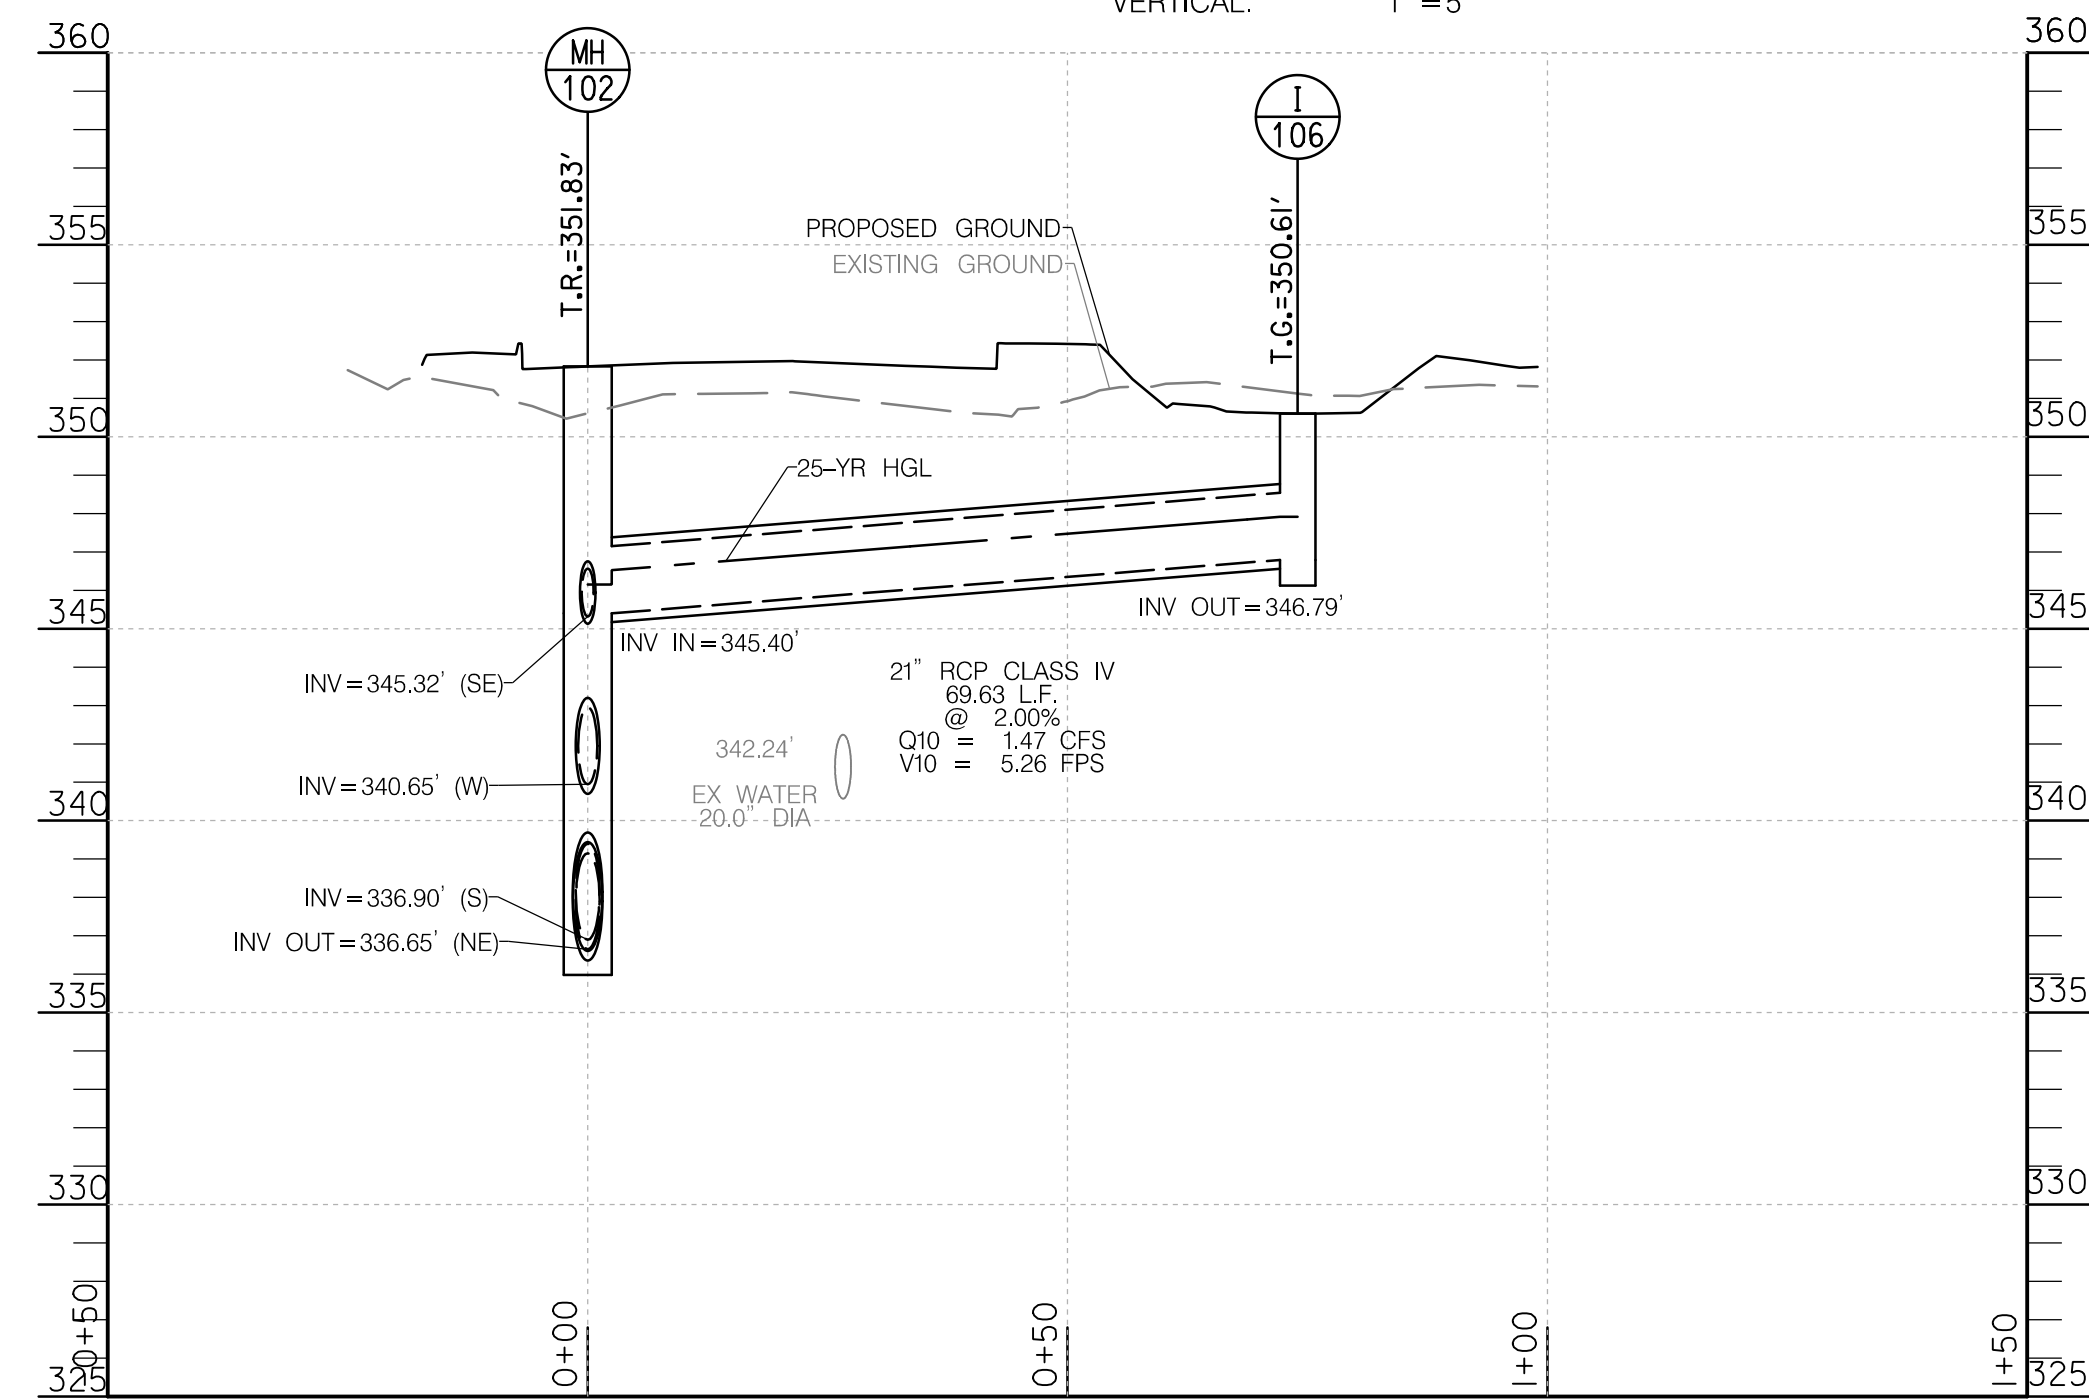 VERTICAL: 1"=5'
360
360
MH
102
I
106
T.R.=351.83'
T.G.=350.61'
355
355
PROPOSED GROUND
EXISTING GROUND
350
350
25-YR HGL
345
345
INV OUT=346.79'
INV IN=345.40'
INV=345.32' (SE)
21" RCP CLASS IV
69.63 L.F.
@ 2.00%
Q10 = 1.47 CFS
V10 = 5.26 FPS
342.24'
EX WATER
20.0" DIA
INV=340.65' (W)
340
340
INV=336.90' (S)
INV OUT=336.65' (NE)
335
335
330
330
325
325
0+50
0+00
0+50
1+00
1+50